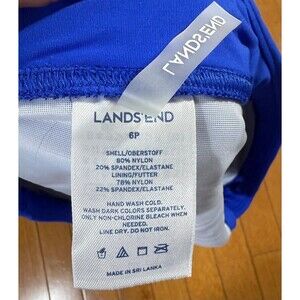 LANDS'END
LANDS'END
6P
SHELL/OBERSTOFF
80% NYLON
20% SPANDEX/ELASTANE
LINING/FUTTER
78% NYLON
22% SPANDEX/ELASTANE
HAND WASH COLD.
WASH DARK COLORS SEPARATELY.
ONLY NON-CHLORINE BLEACH WHEN
NEEDED.
LINE DRY. DO NOT IRON.
MADE IN SRI LANKA